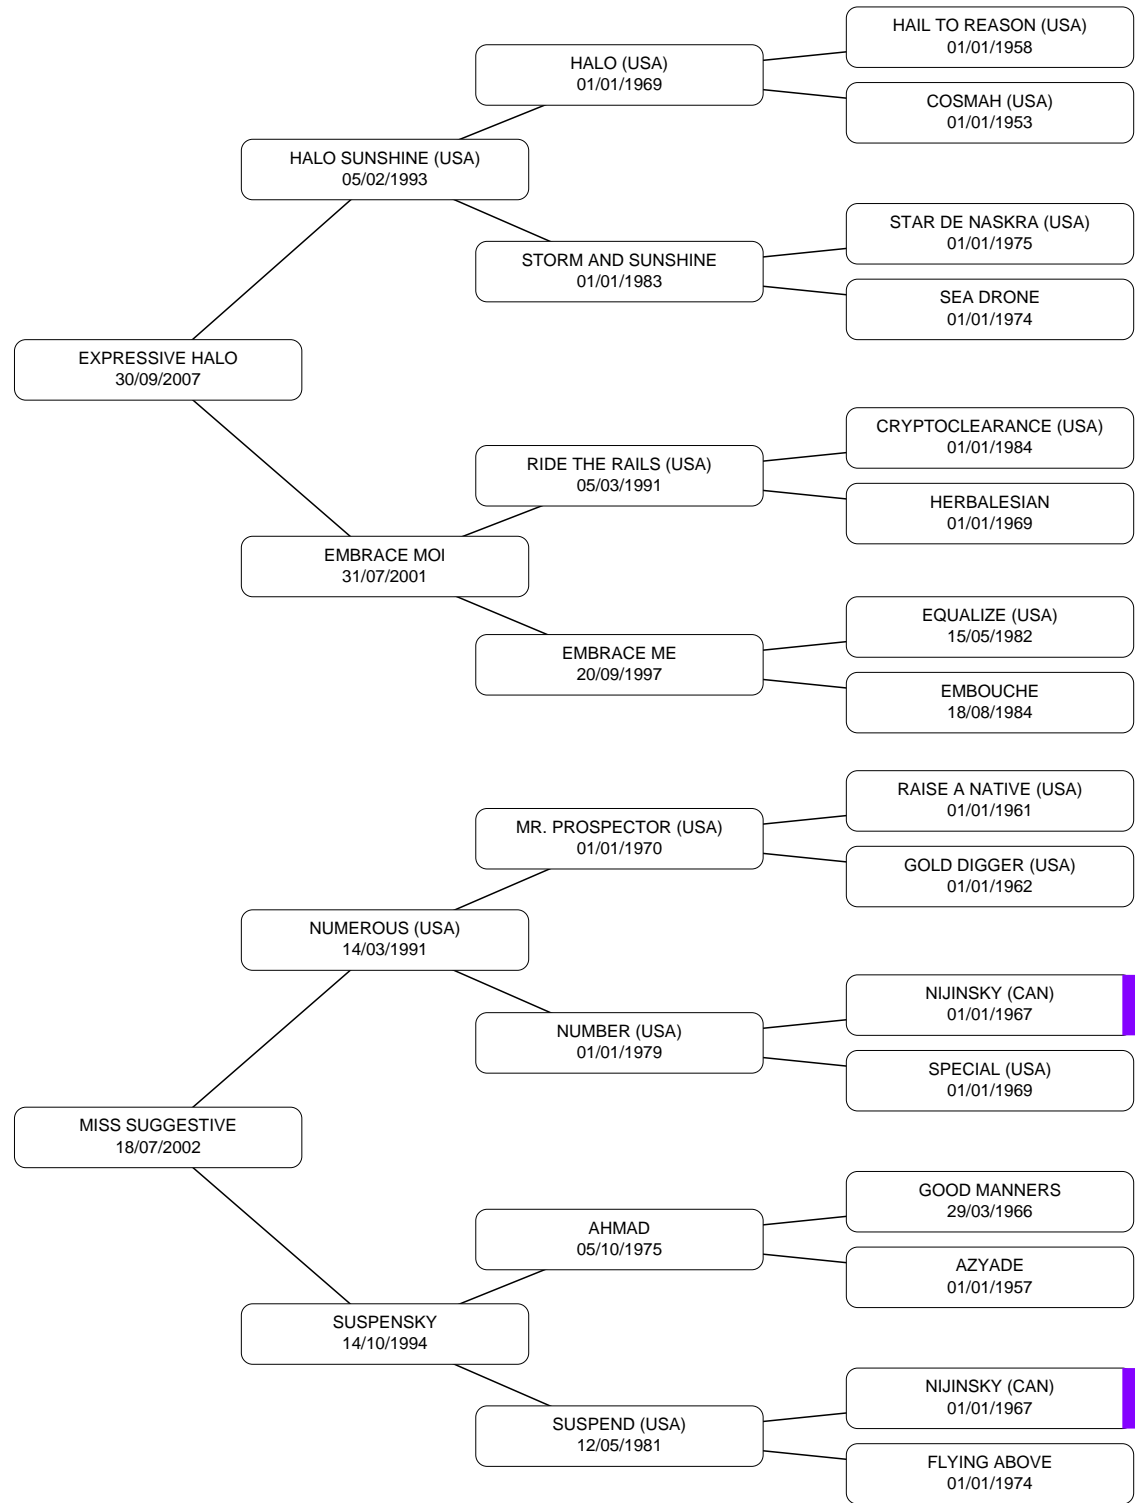 HAIL TO REASON (USA)
01/01/1958
HALO (USA)
01/01/1969
COSMAH (USA)
01/01/1953
HALO SUNSHINE (USA)
05/02/1993
STAR DE NASKRA (USA)
01/01/1975
STORM AND SUNSHINE
01/01/1983
SEA DRONE
01/01/1974
EXPRESSIVE HALO
30/09/2007
CRYPTOCLEARANCE (USA)
01/01/1984
RIDE THE RAILS (USA)
05/03/1991
HERBALESIAN
01/01/1969
EMBRACE MOI
31/07/2001
EQUALIZE (USA)
15/05/1982
EMBRACE ME
20/09/1997
EMBOUCHE
18/08/1984
RAISE A NATIVE (USA)
01/01/1961
MR. PROSPECTOR (USA)
01/01/1970
GOLD DIGGER (USA)
01/01/1962
NUMEROUS (USA)
14/03/1991
NIJINSKY (CAN)
01/01/1967
NUMBER (USA)
01/01/1979
SPECIAL (USA)
01/01/1969
MISS SUGGESTIVE
18/07/2002
GOOD MANNERS
29/03/1966
AHMAD
05/10/1975
AZYADE
01/01/1957
SUSPENSKY
14/10/1994
NIJINSKY (CAN)
01/01/1967
SUSPEND (USA)
12/05/1981
FLYING ABOVE
01/01/1974